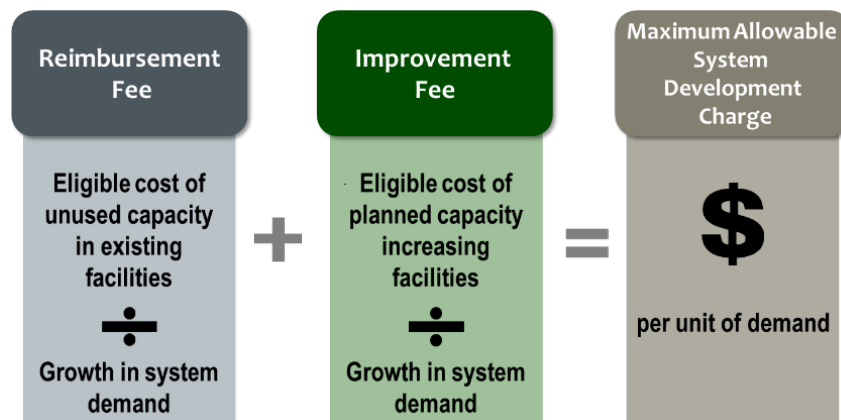 Reimbursement
Fee
Eligible cost of
unused capacity
in existing
facilities
÷
Growth in system
demand
+
Improvement
Fee
Eligible cost of
planned capacity
increasing
facilities
÷
Growth in system
demand
=
Maximum Allowable
System
Development
Charge
$
per unit of demand